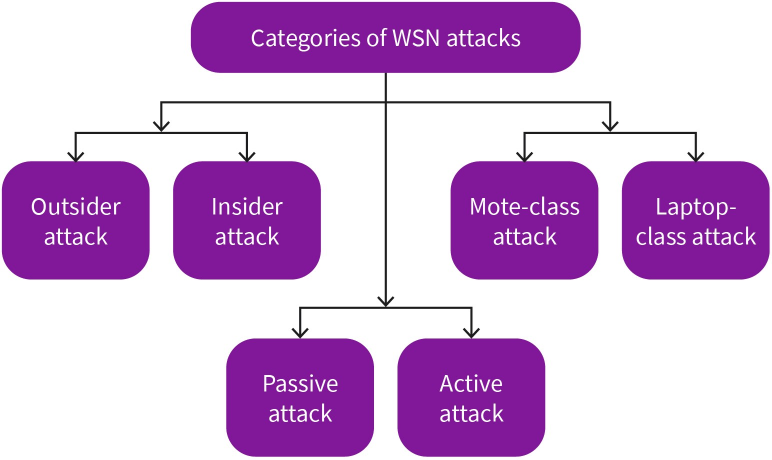 Categories of WSN attacks
Outsider
attack
Insider
attack
Mote-class
attack
Laptop-
class attack
Passive
attack
Active
attack